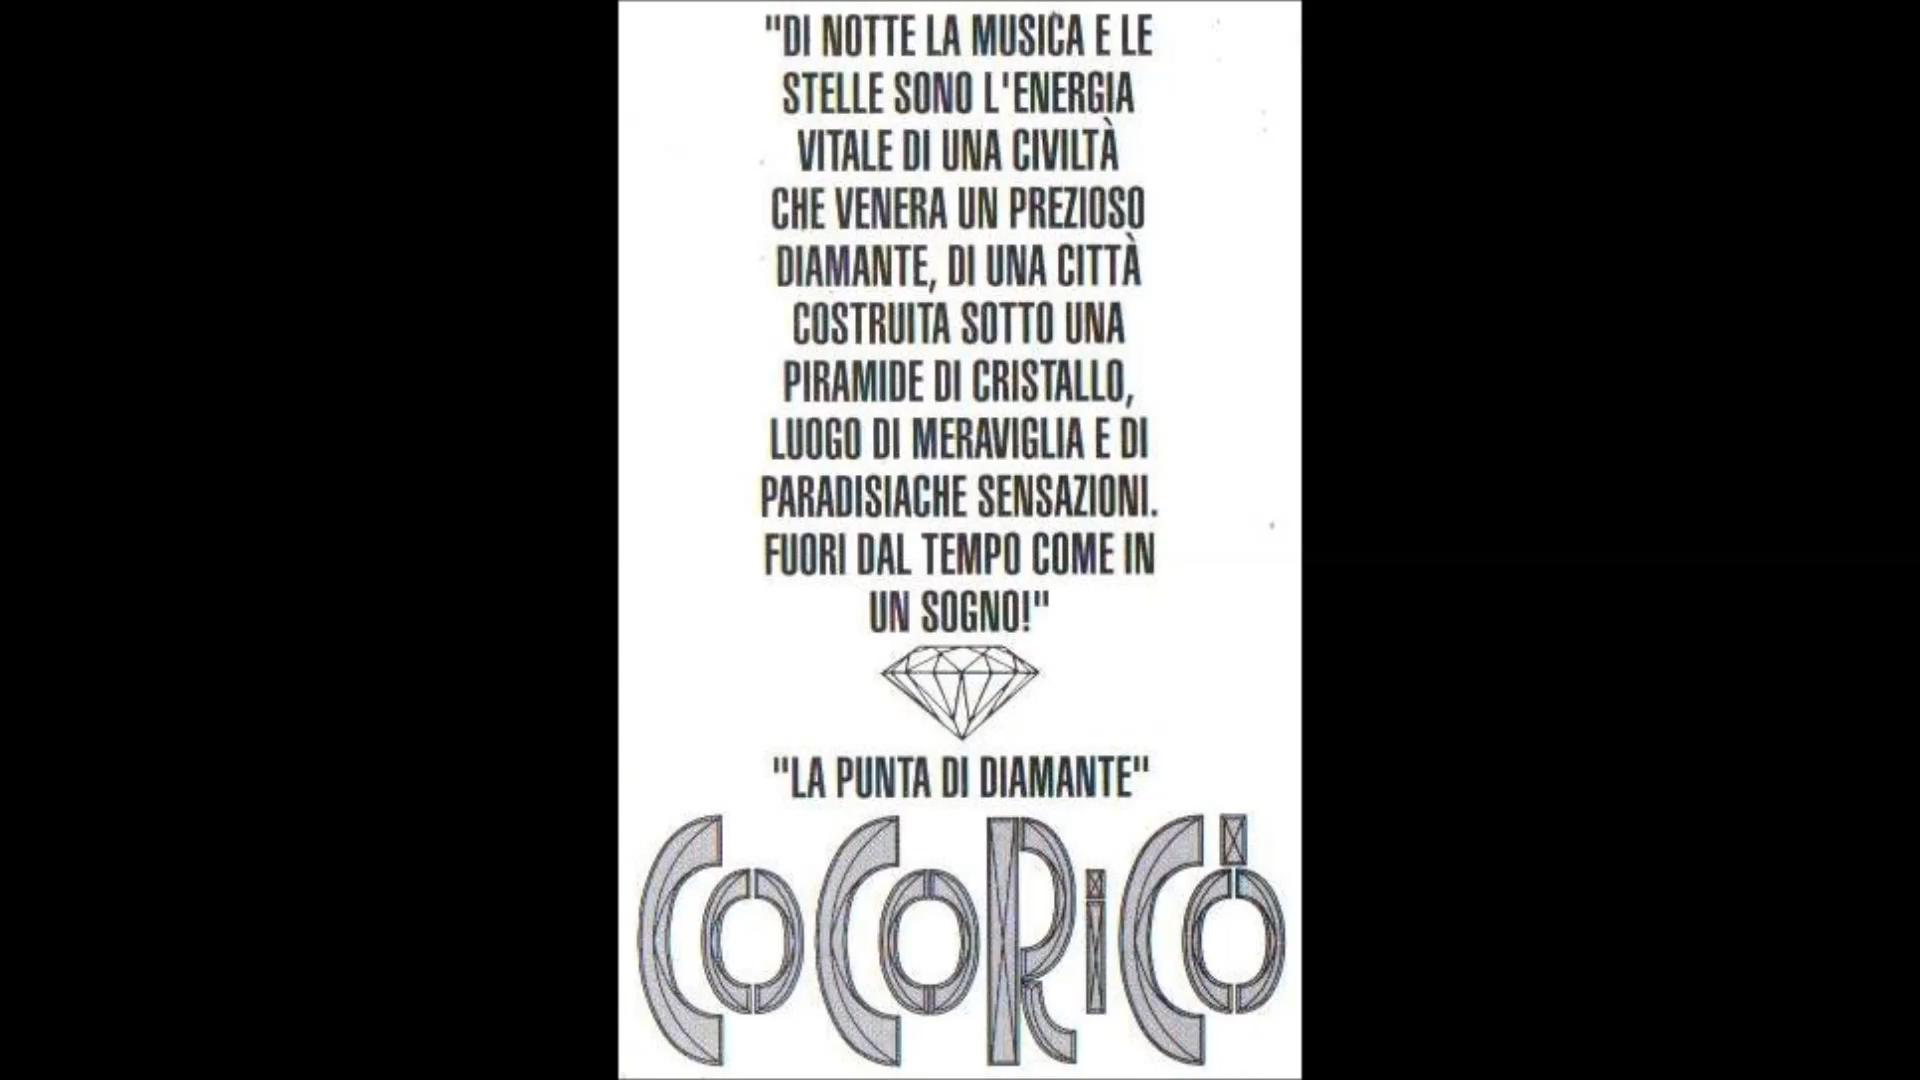 "DI NOTTE LA MUSICA E LE
STELLE SONO L'ENERGIA
VITALE DI UNA CIVILTÀ
CHE VENERA UN PREZIOSO
DIAMANTE, DI UNA CITTÀ
COSTRUITA SOTTO UNA
PIRAMIDE DI CRISTALLO,
LUOGO DI MERAVIGLIA E DI
PARADISIACHE SENSAZIONI.
FUORI DAL TEMPO COME IN
UN SOGNO!"
"LA PUNTA DI DIAMANTE"
COCORiCÒ